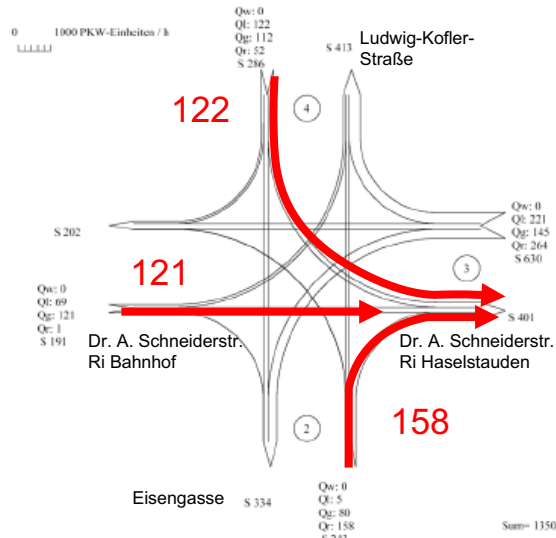 0 1000 PKW-Einheiten / h
Qw: 0
Ql: 122
Qg: 112
Qr: 52
S 286
S 413
Ludwig-Kofler-
Straße
122
4
S 202
Qw: 0
Ql: 221
Qg: 145
Qr: 264
S 630
3
121
Qw: 0
Ql: 69
Qg: 121
Qr: 1
S 191
S 401
Dr. A. Schneiderstr.
Ri Bahnhof
Dr. A. Schneiderstr.
Ri Haselstauden
2
158
Eisengasse
S 334
Qw: 0
Ql: 5
Qg: 80
Qr: 158
S 243
Sum= 1350